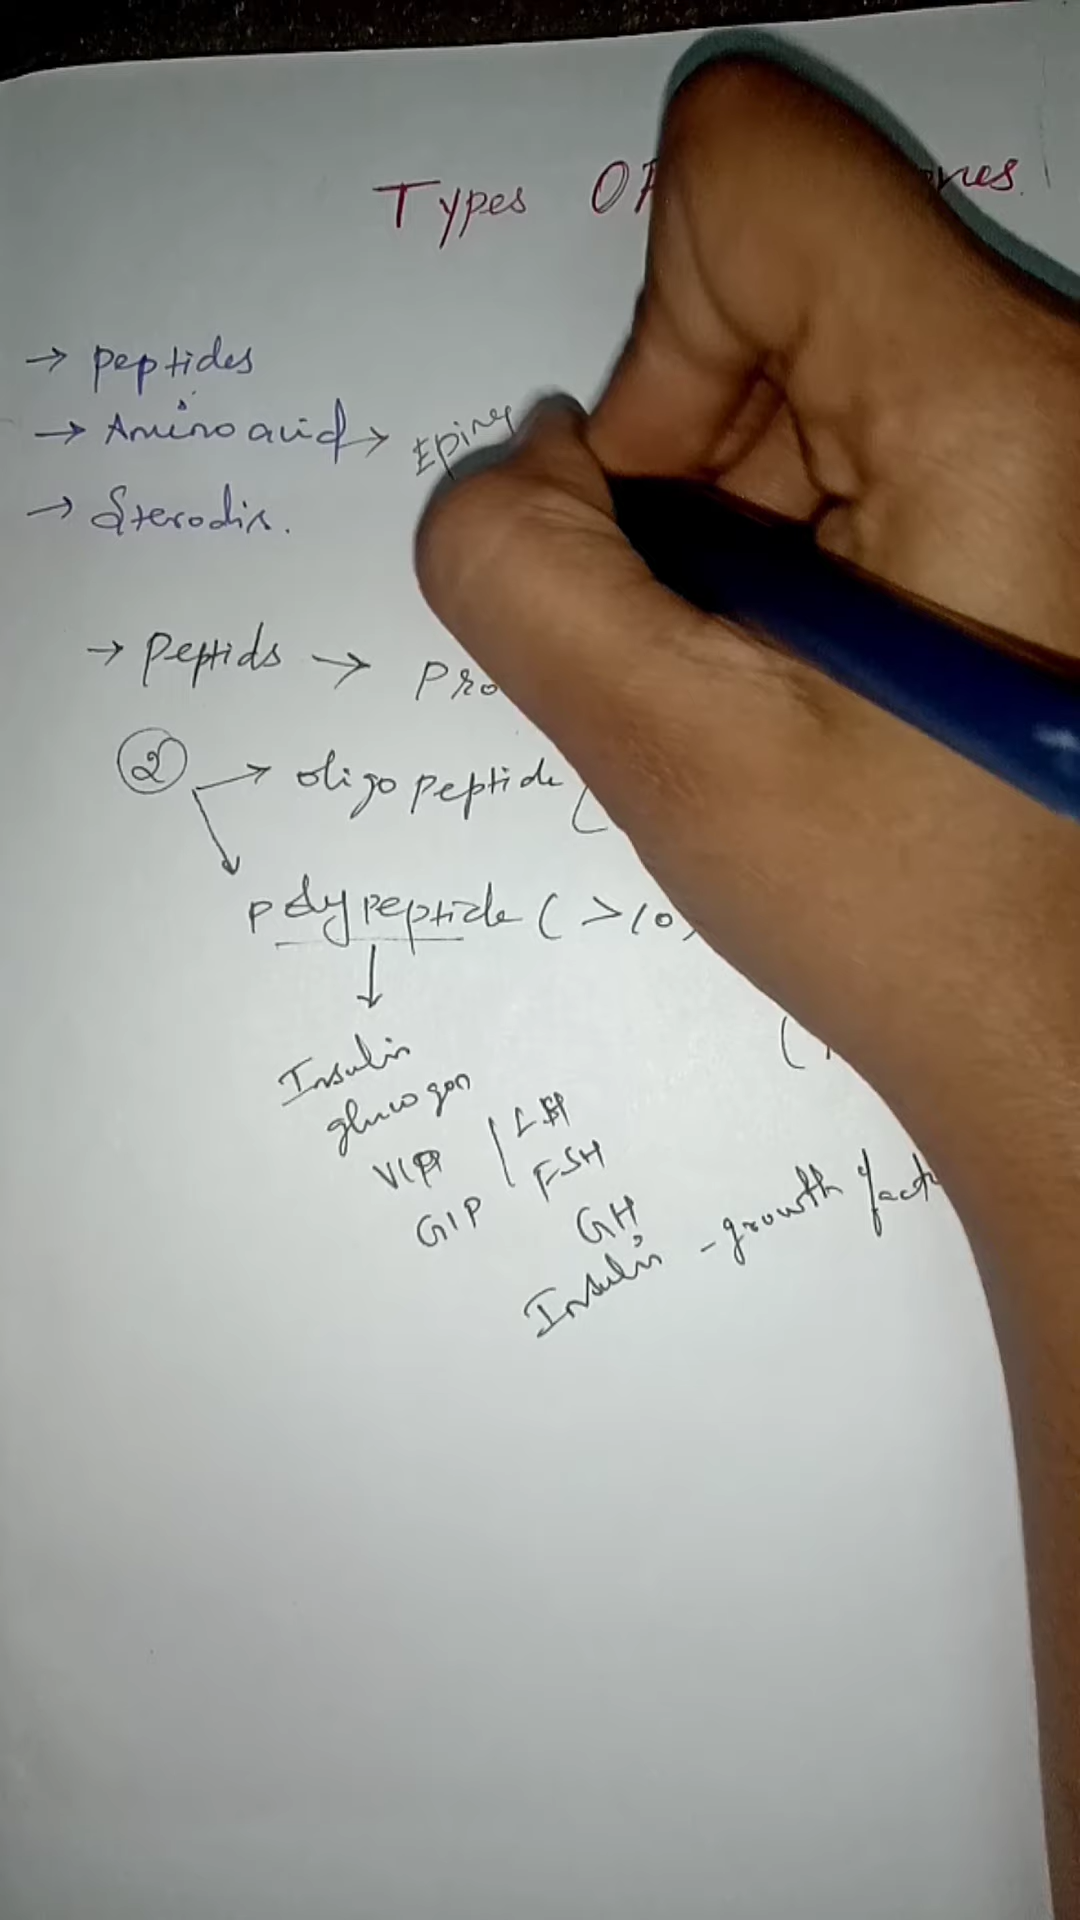 Types OF
→ peptides
→ Amino acid → Epine
→ Sterodis.
→ Peptids → Pro
② → oligo peptide (
polypeptide ( >10)
Insulin
glucogon
VIP | LH
GIP FSH
GH
Insulin - growth fact